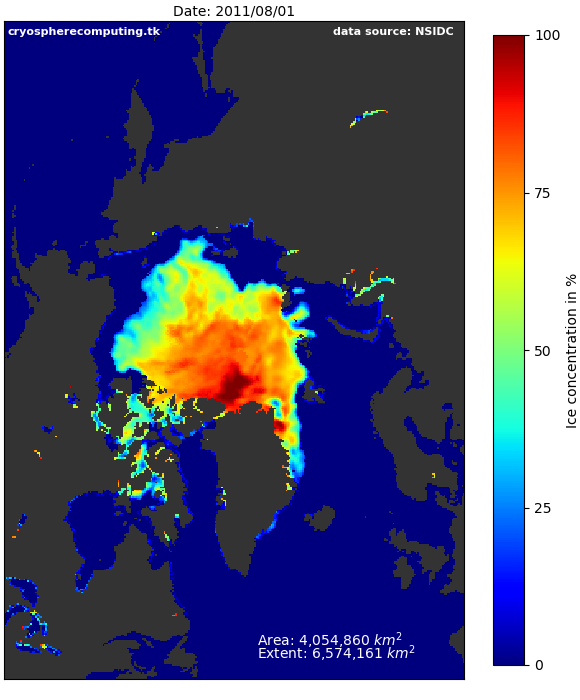 Date: 2011/08/01
cryospherecomputing.tk data source: NSIDC
100
75
50
25
0
Ice concentration in %
Area: 4,054,860 km²
Extent: 6,574,161 km²